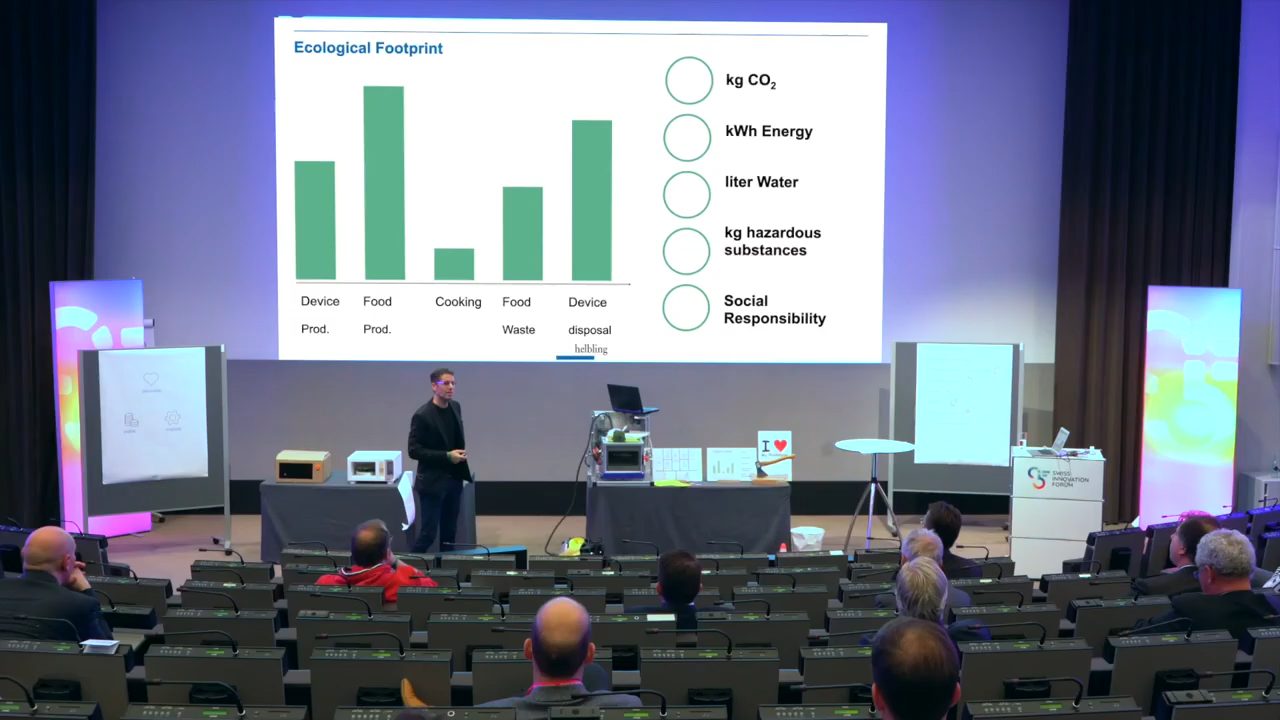 Ecological Footprint
kg CO₂
kWh Energy
liter Water
kg hazardous
substances
Social
Responsibility
Device Food Cooking Food Device
Prod. Prod. Waste disposal
helbling
I ❤
SWISS
INNOVATION
FORUM